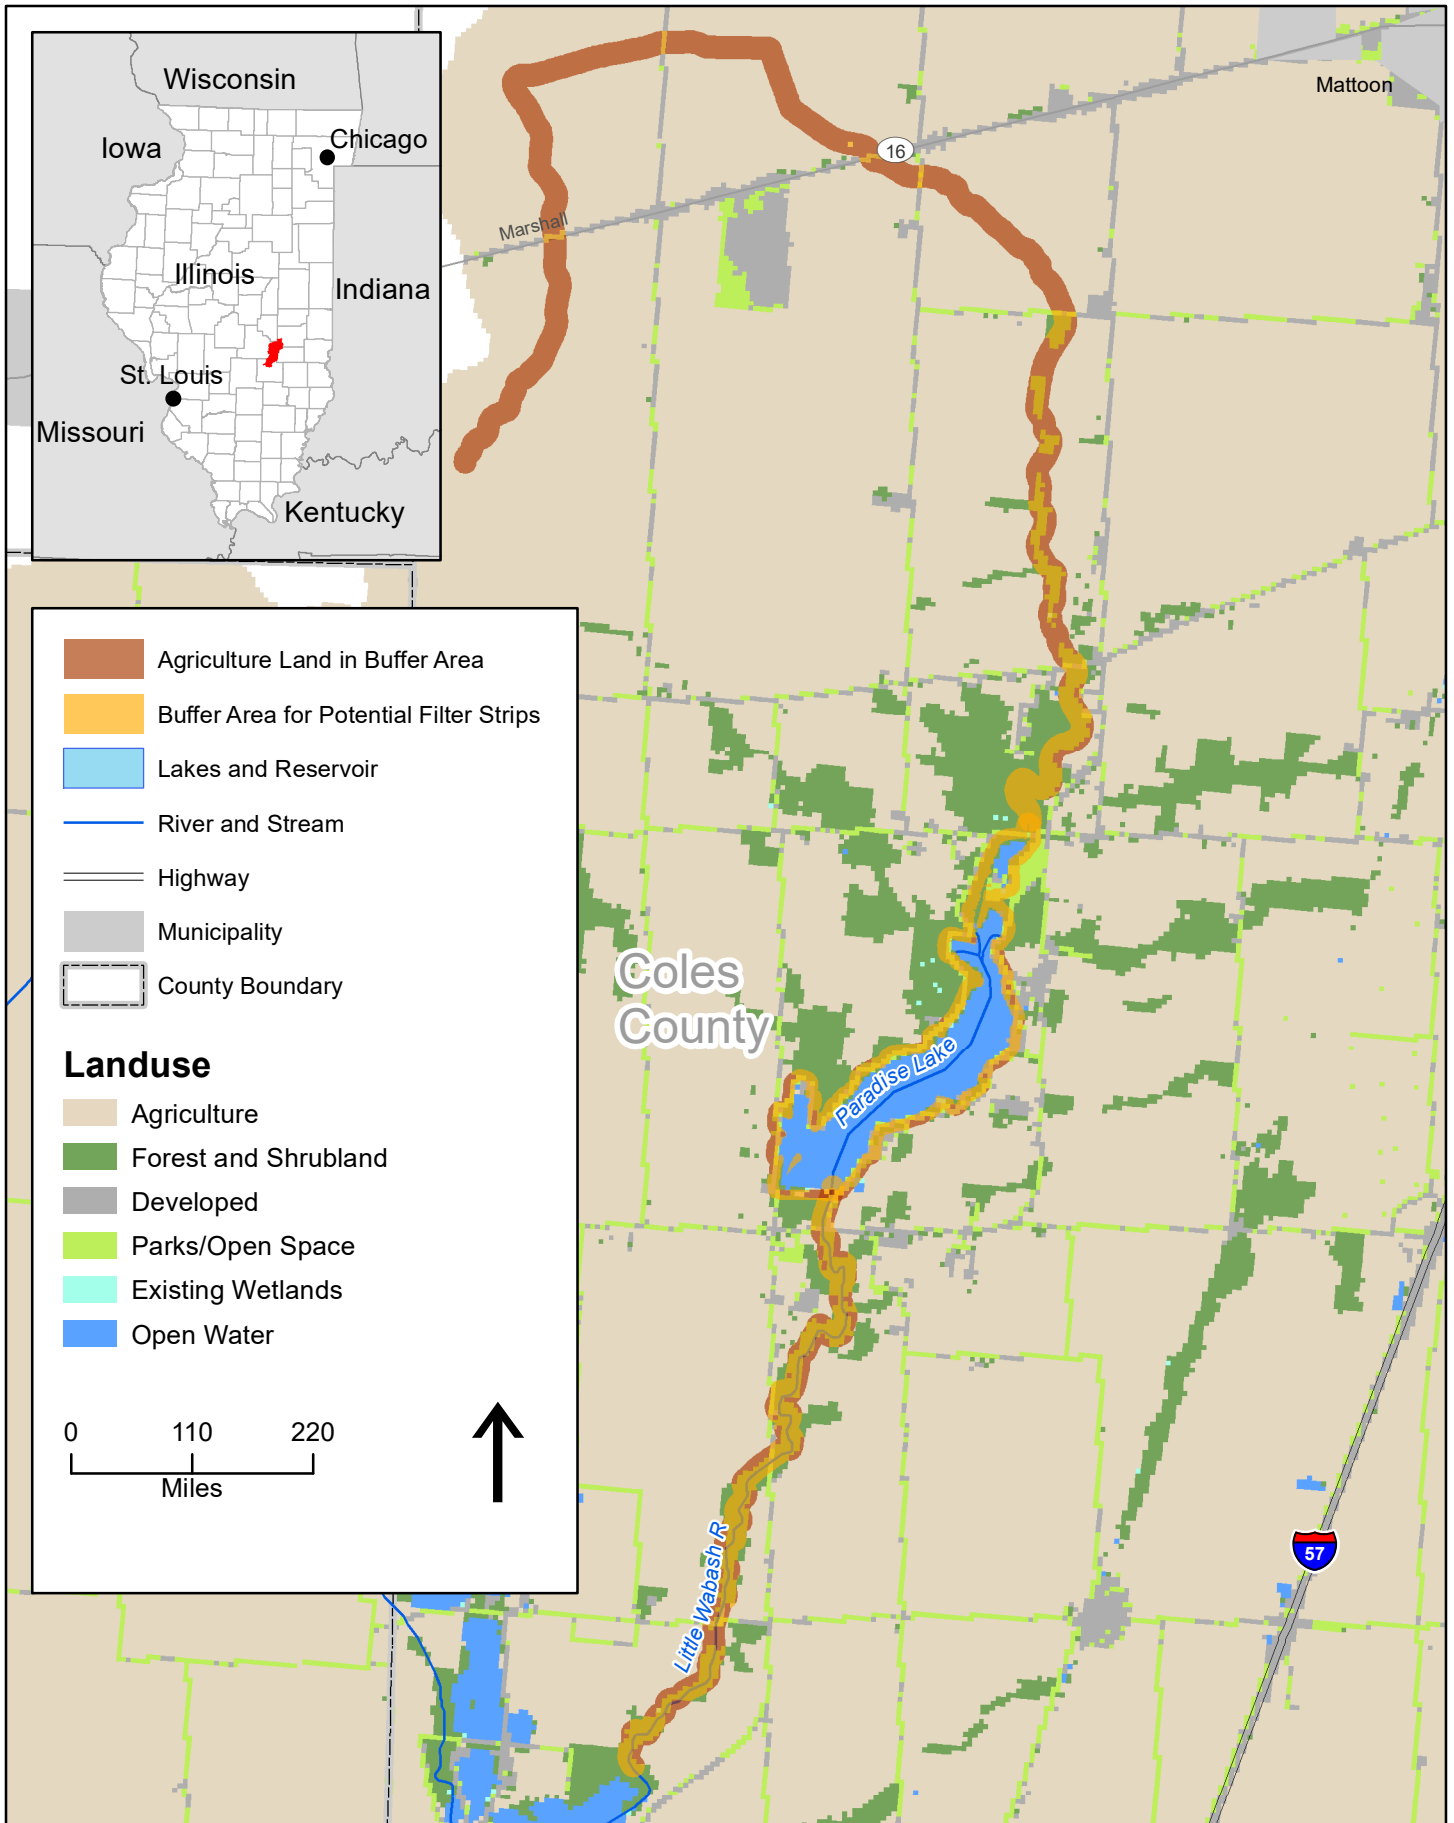 Wisconsin
Iowa
Chicago
Illinois
Indiana
St. Louis
Missouri
Kentucky
Mattoon
16
Marshall
Agriculture Land in Buffer Area
Buffer Area for Potential Filter Strips
Lakes and Reservoir
River and Stream
Highway
Municipality
County Boundary
Landuse
Agriculture
Forest and Shrubland
Developed
Parks/Open Space
Existing Wetlands
Open Water
0 110 220
Miles
Coles
County
Paradise Lake
Little Wabash R
57